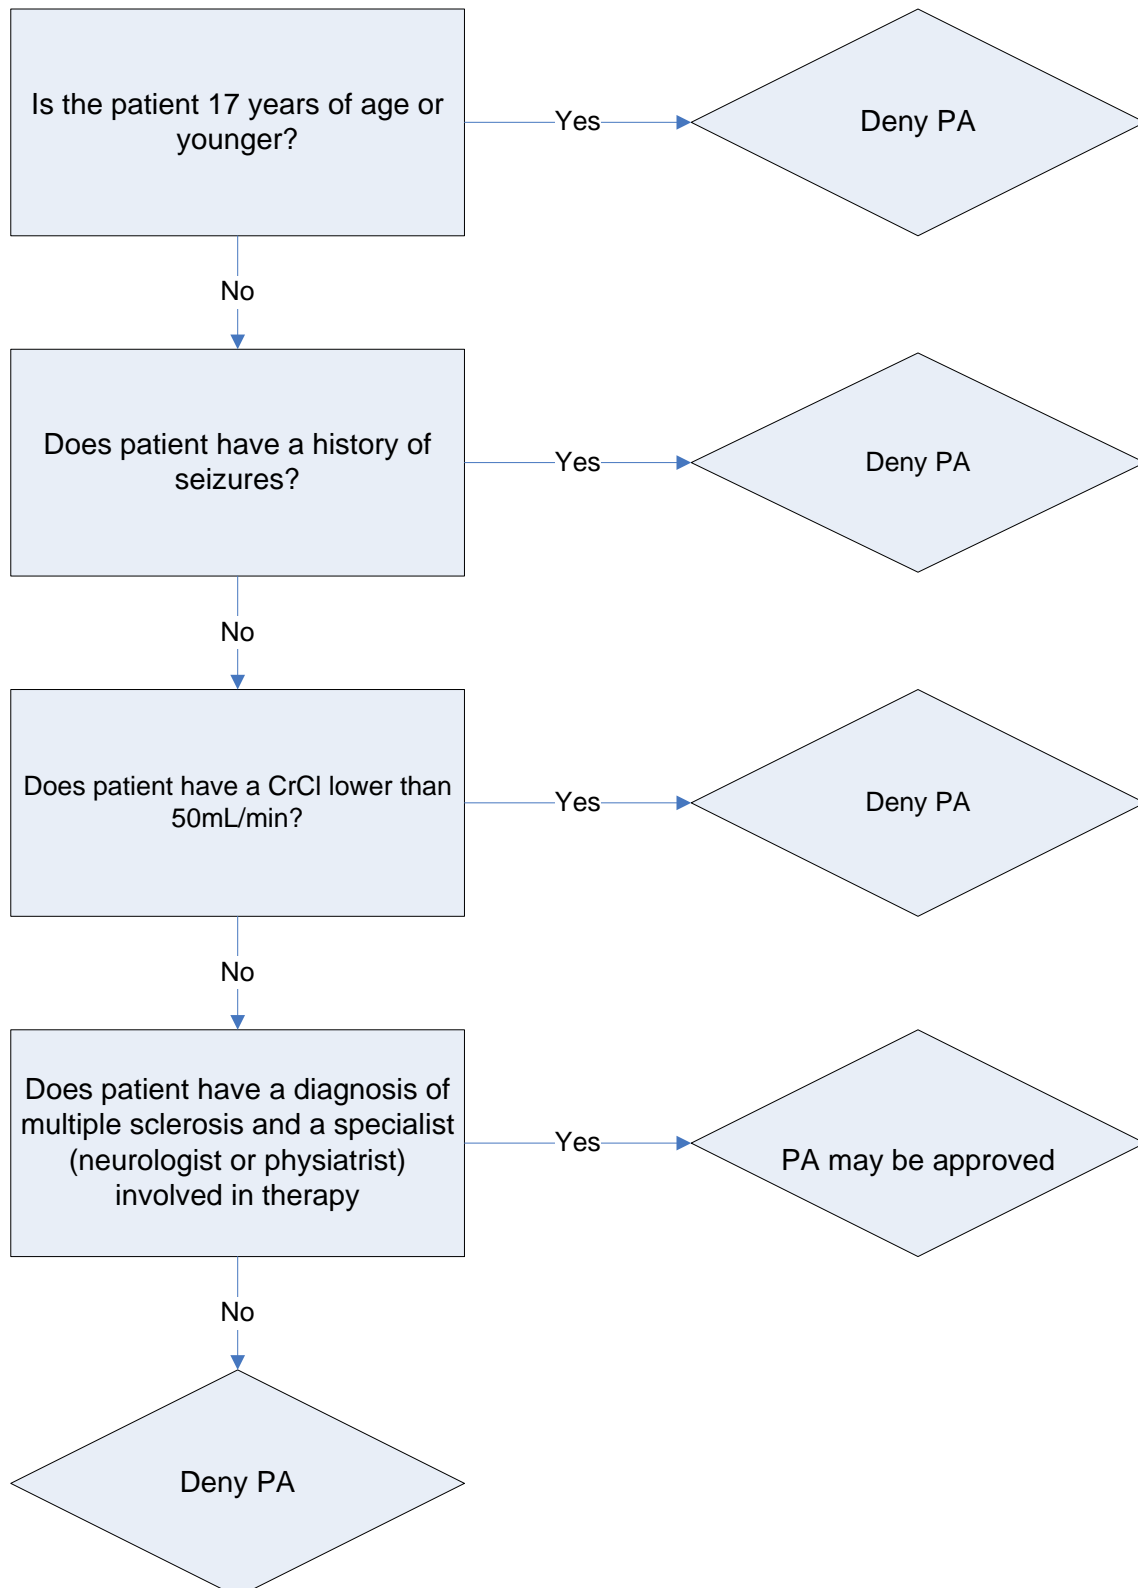 Is the patient 17 years of age or
younger?
Yes
Deny PA
No
Does patient have a history of
seizures?
Yes
Deny PA
No
Does patient have a CrCl lower than
50mL/min?
Yes
Deny PA
No
Does patient have a diagnosis of
multiple sclerosis and a specialist
(neurologist or physiatrist)
involved in therapy
Yes
PA may be approved
No
Deny PA